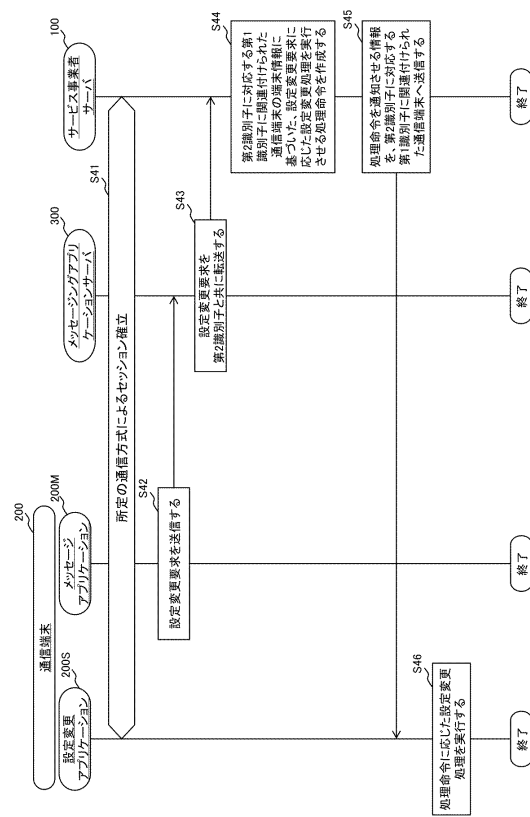 200
通信端末
200S
設定変更
アプリケーション
200M
メッセージ
アプリケーション
300
メッセージングアプリ
ケーションサーバ
100
サービス事業者
サーバ
S41
所定の通信方式によるセッション確立
S42
設定変更要求を送信する
S43
設定変更要求を
第2識別子と共に転送する
S44
第2識別子に対応する第1
識別子に関連付けられた
通信端末の端末情報に
基づいた、設定変更要求に
応じた設定変更処理を実行
させる処理命令を作成する
S45
処理命令を通知させる情報
を、第2識別子に対応する
第1識別子に関連付けられ
た通信端末へ送信する
S46
処理命令に応じた設定変更
処理を実行する
終了
終了
終了
終了